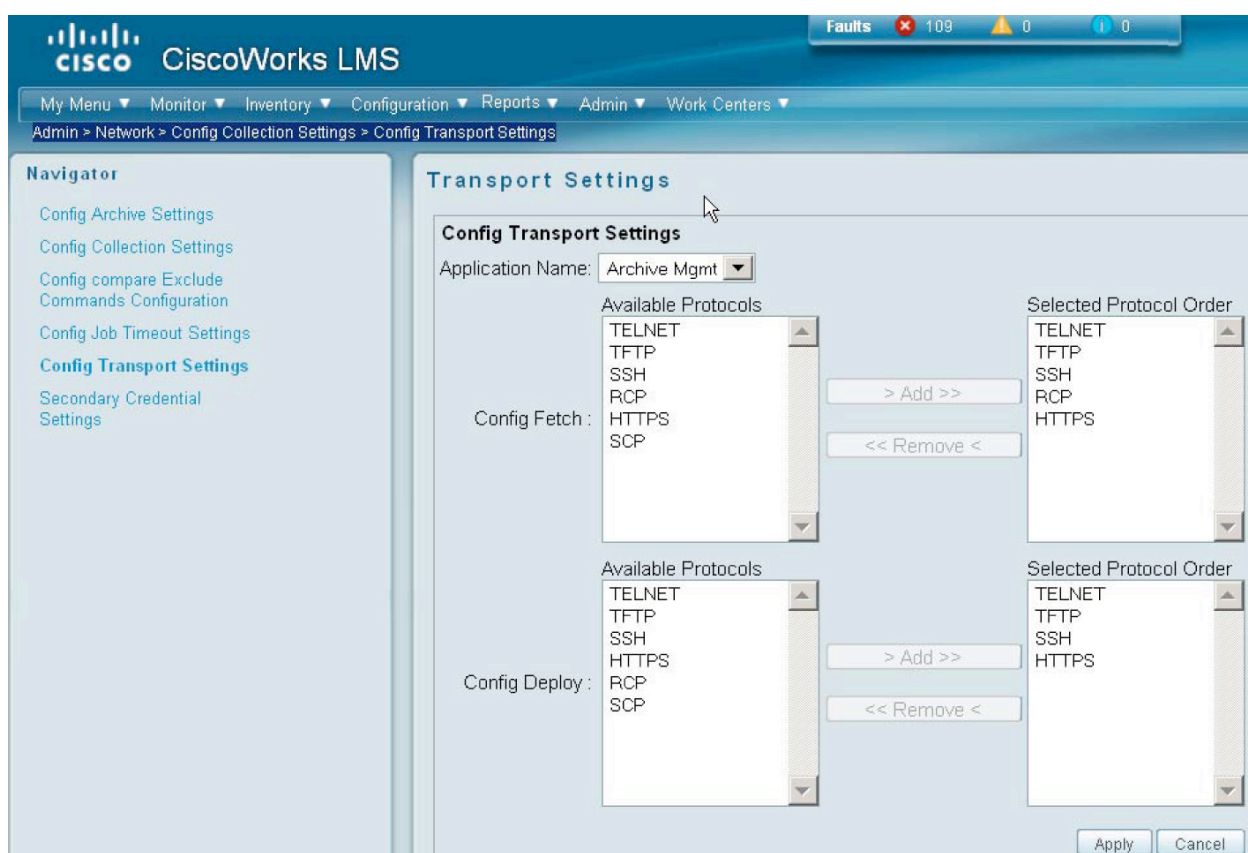 Faults 109 0 0
CISCO CiscoWorks LMS
My Menu Monitor Inventory Configuration Reports Admin Work Centers
Admin > Network > Config Collection Settings > Config Transport Settings
Navigator
Config Archive Settings
Config Collection Settings
Config compare Exclude
Commands Configuration
Config Job Timeout Settings
Config Transport Settings
Secondary Credential
Settings
Transport Settings
Config Transport Settings
Application Name: Archive Mgmt
Available Protocols
Selected Protocol Order
Config Fetch :
TELNET
TFTP
SSH
RCP
HTTPS
SCP
> Add >>
<< Remove <
TELNET
TFTP
SSH
RCP
HTTPS
Available Protocols
Selected Protocol Order
Config Deploy :
TELNET
TFTP
SSH
HTTPS
RCP
SCP
> Add >>
<< Remove <
TELNET
TFTP
SSH
HTTPS
Apply Cancel